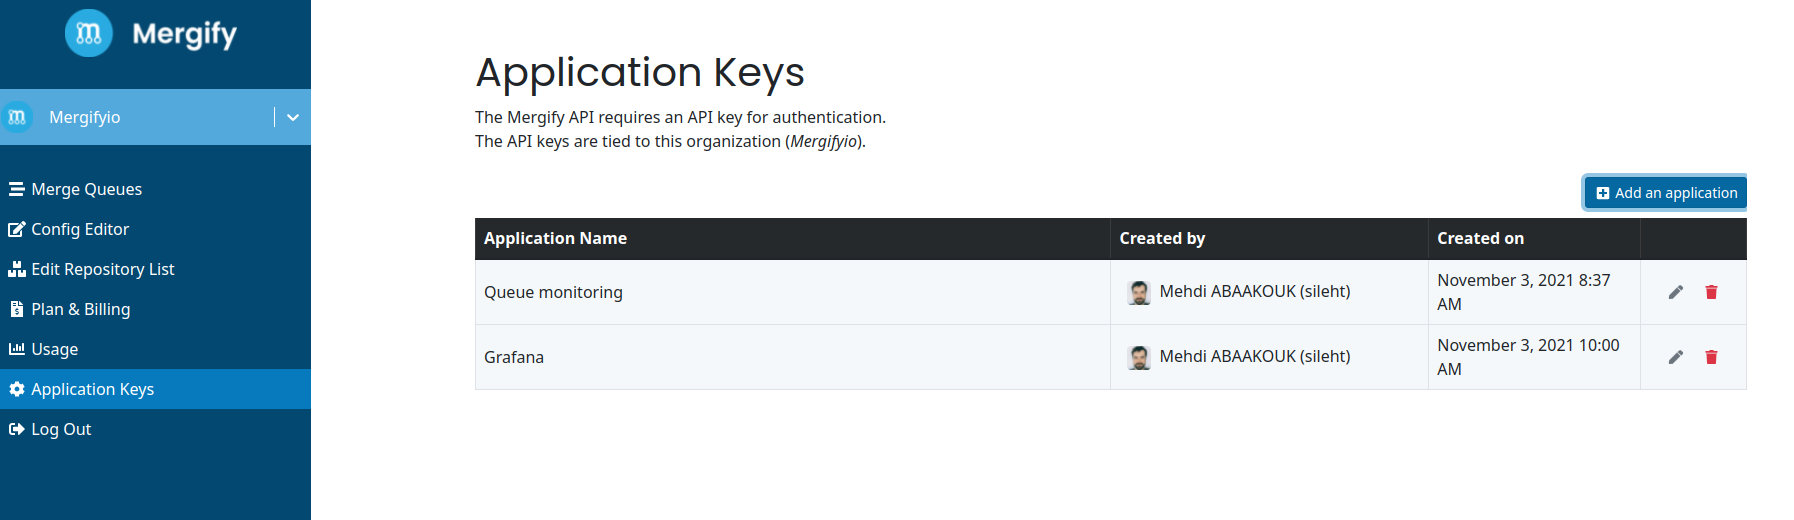 Mergify
Mergifyio
Merge Queues
Config Editor
Edit Repository List
Plan & Billing
Usage
Application Keys
Log Out
Application Keys
The Mergify API requires an API key for authentication.
The API keys are tied to this organization (Mergifyio).
Add an application
Application Name Created by Created on
Queue monitoring Mehdi ABAAKOUK (sileht) November 3, 2021 8:37
AM
Grafana Mehdi ABAAKOUK (sileht) November 3, 2021 10:00
AM